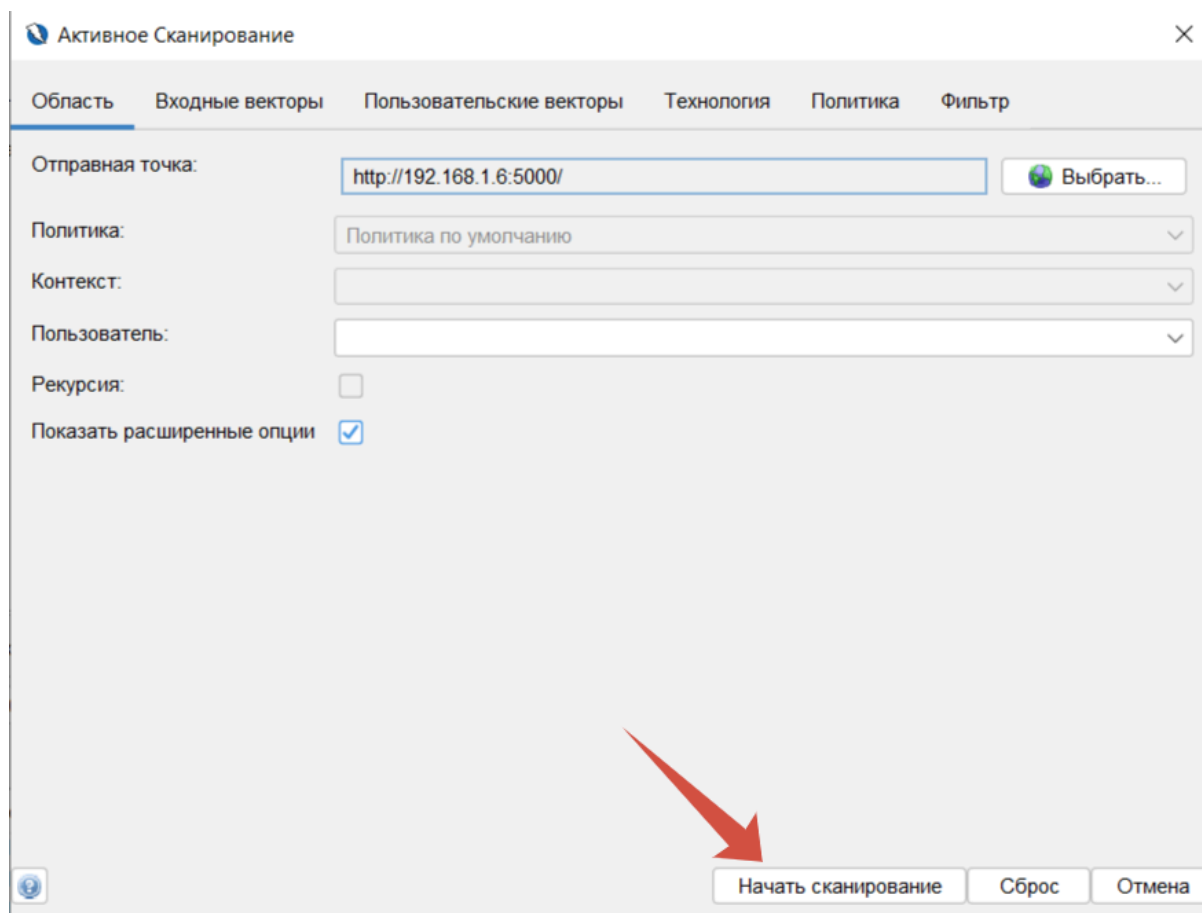 Активное Сканирование
Область Входные векторы Пользовательские векторы Технология Политика Фильтр
Отправная точка: http://192.168.1.6:5000/ Выбрать...
Политика: Политика по умолчанию
Контекст:
Пользователь:
Рекурсия:
Показать расширенные опции
Начать сканирование Сброс Отмена